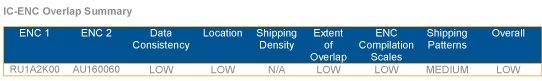 IC-ENC Overlap Summary
ENC 1 ENC 2 Data Consistency Location Shipping Density Extent of Overlap ENC Compilation Scales Shipping Patterns Overall
RU1A2K00 AU160060 LOW LOW N/A LOW LOW MEDIUM LOW